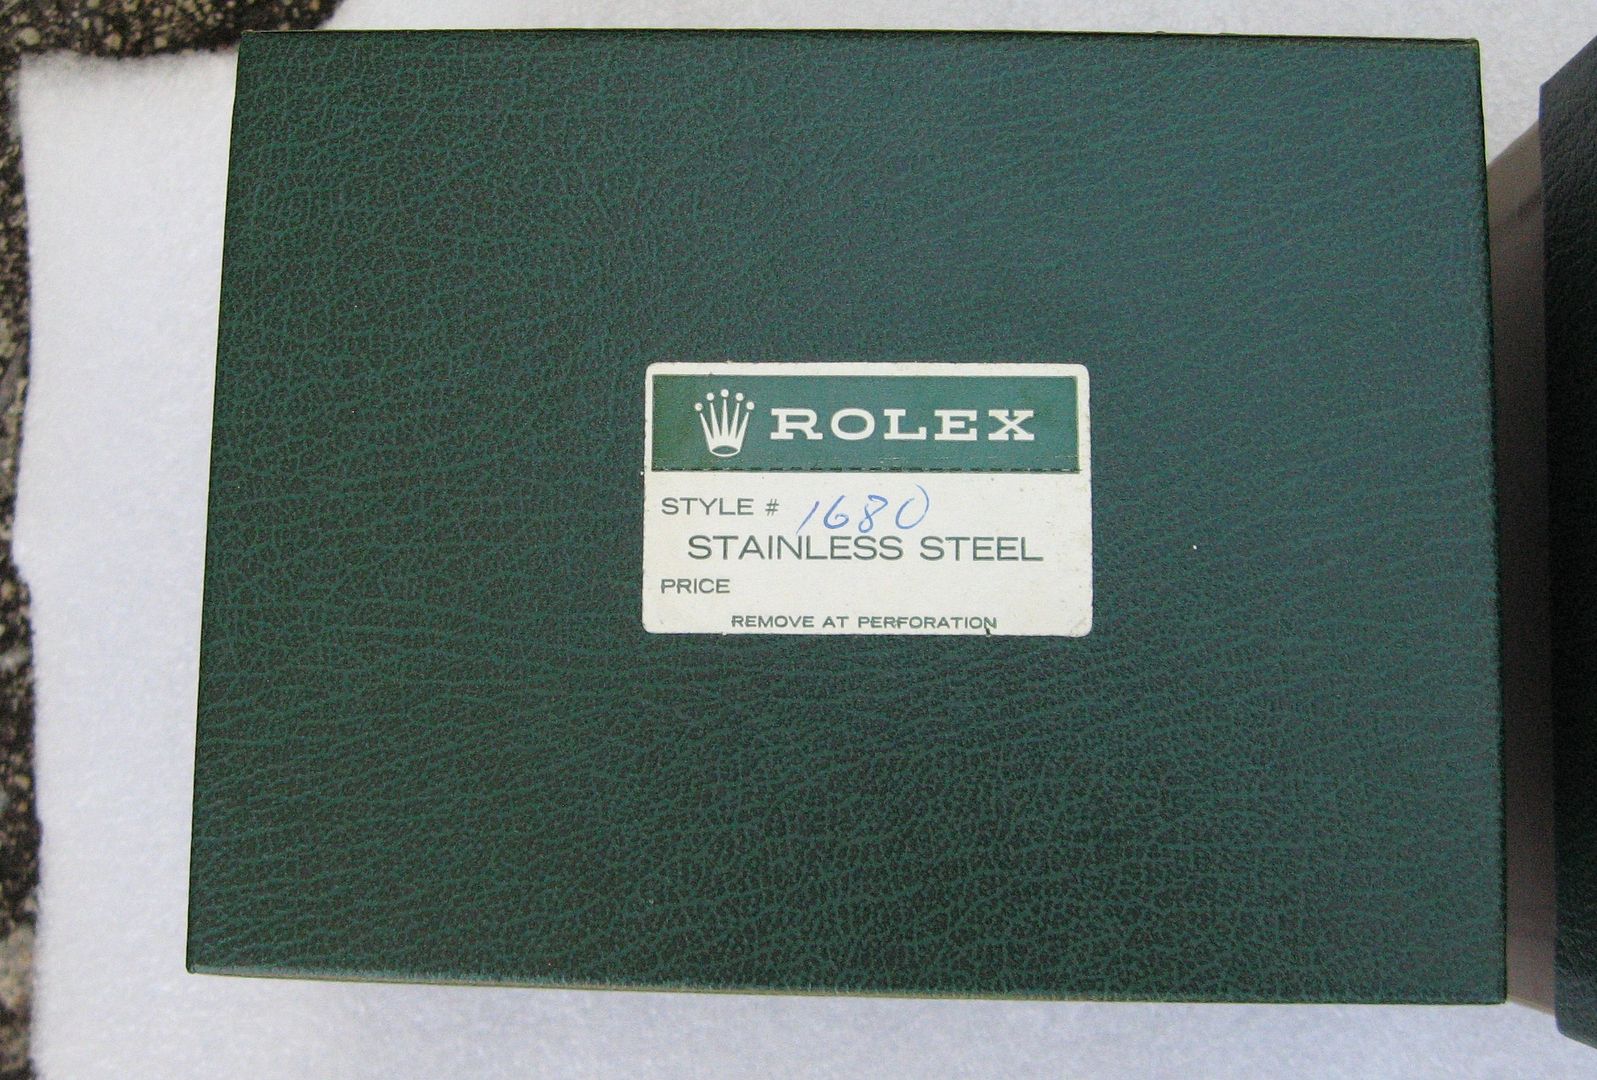 ROLEX
STYLE # 1680
STAINLESS STEEL
PRICE
REMOVE AT PERFORATION